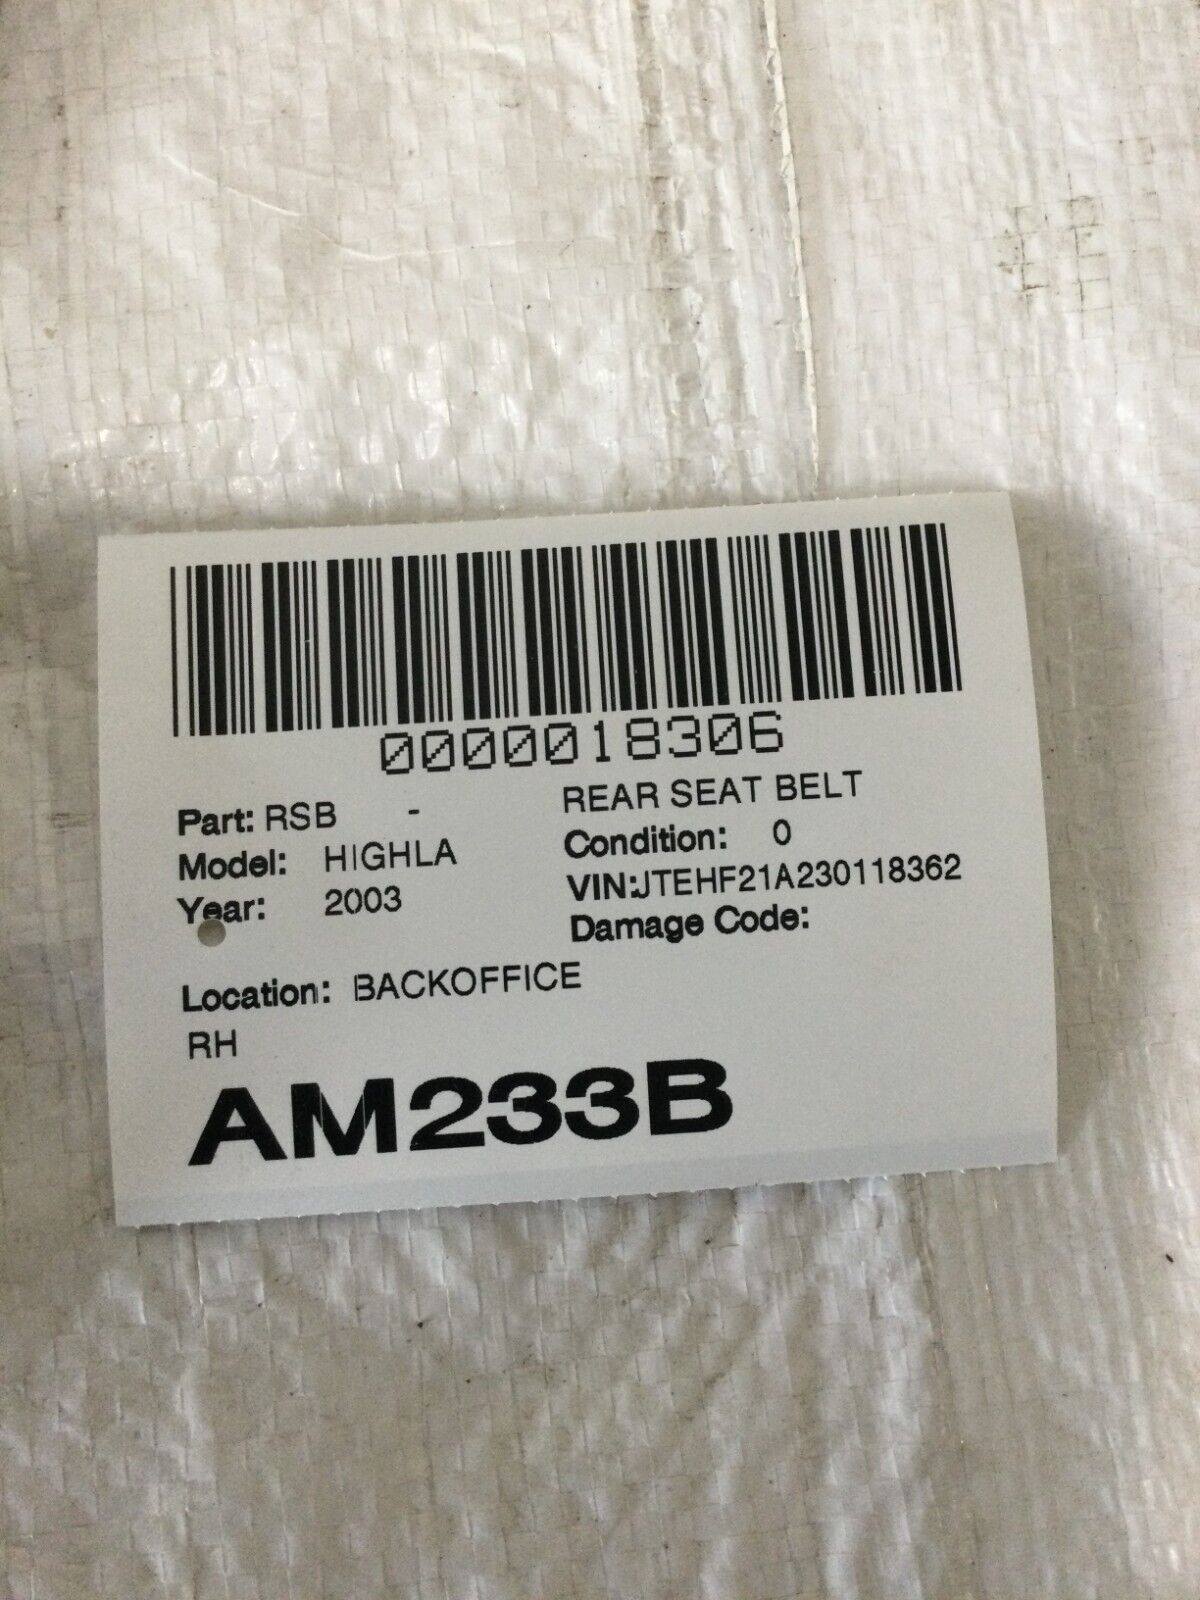 0000018306
Part: RSB - REAR SEAT BELT
Model: HIGHLA Condition: 0
Year: 2003 VIN:JTEHF21A230118362
Damage Code:
Location: BACKOFFICE
RH
AM233B